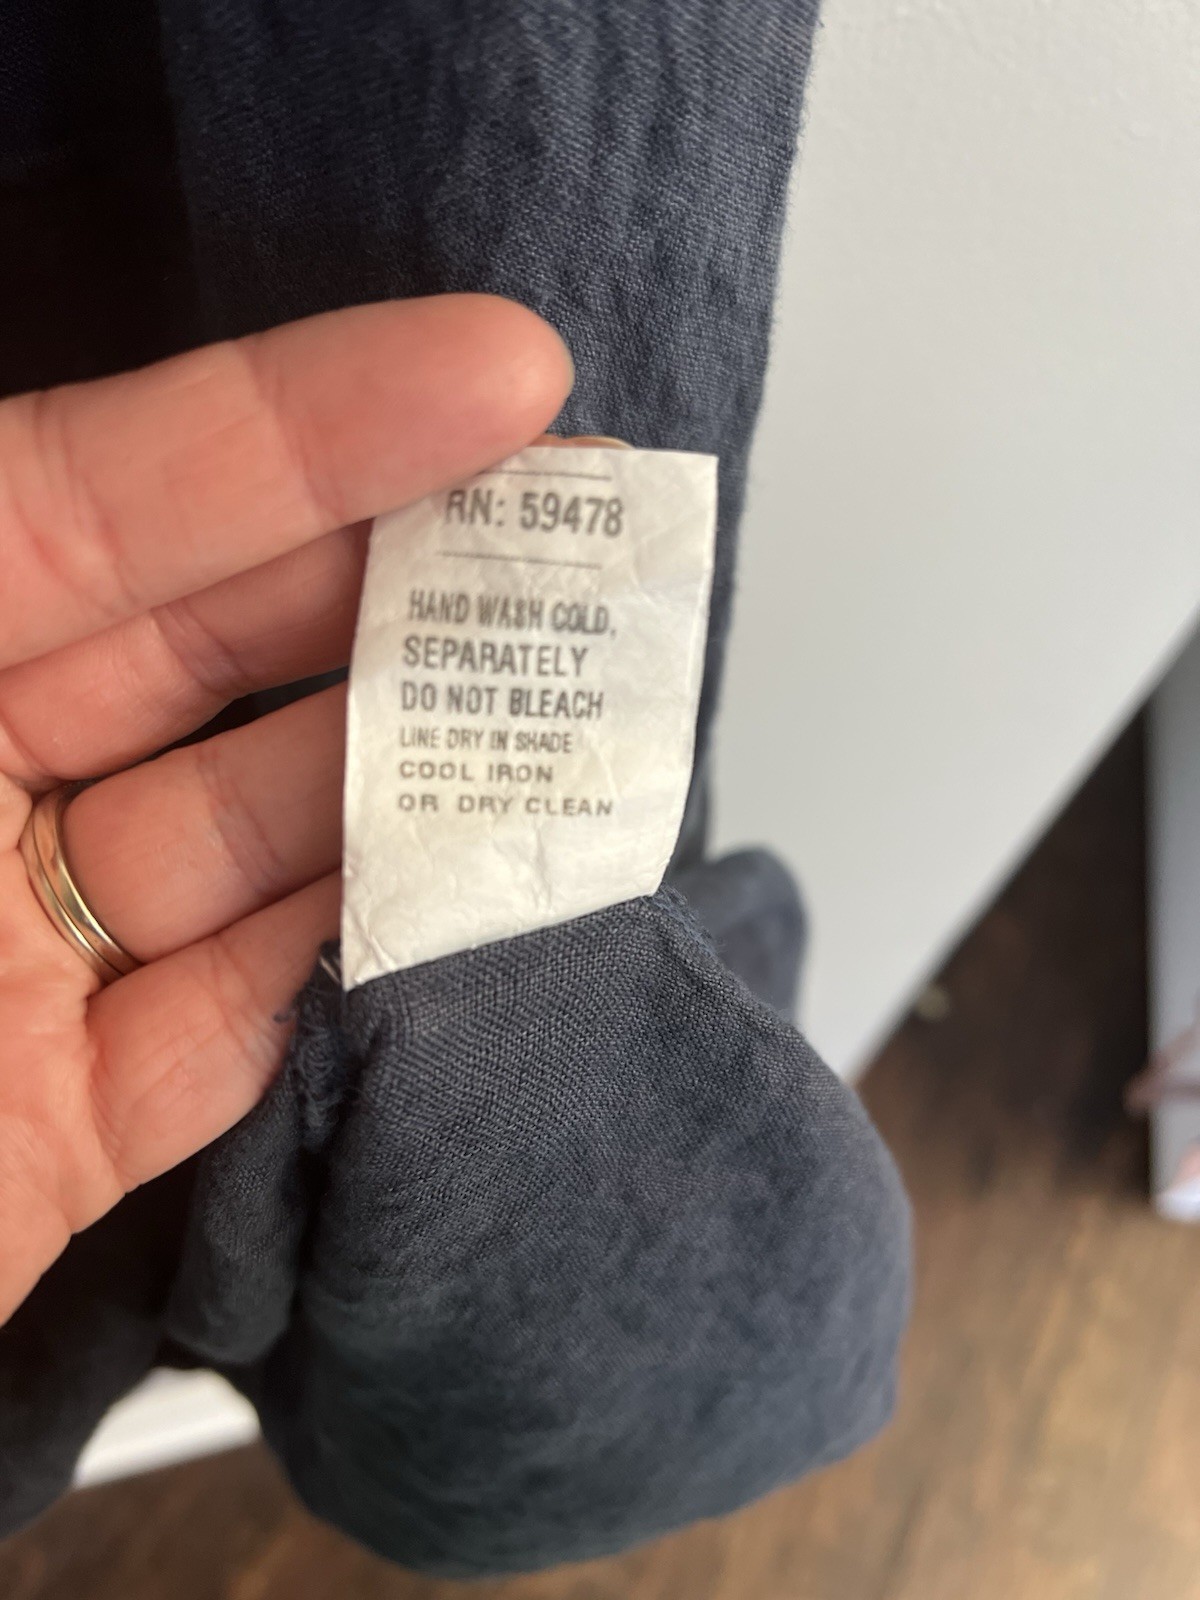 RN: 59478
HAND WASH COLD,
SEPARATELY
DO NOT BLEACH
LINE DRY IN SHADE
COOL IRON
OR DRY CLEAN